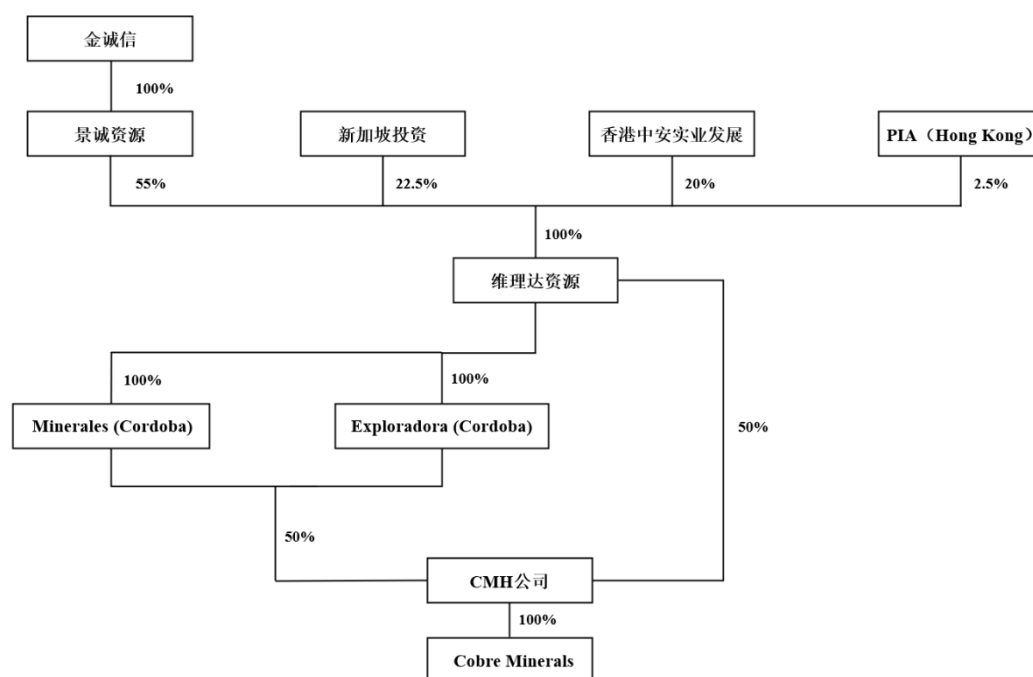 金诚信
100%
景诚资源
新加坡投资
香港中安实业发展
PIA（Hong Kong）
55%
22.5%
20%
2.5%
100%
维理达资源
100%
100%
Minerales (Cordoba)
Exploradora (Cordoba)
50%
50%
CMH公司
100%
Cobre Minerals